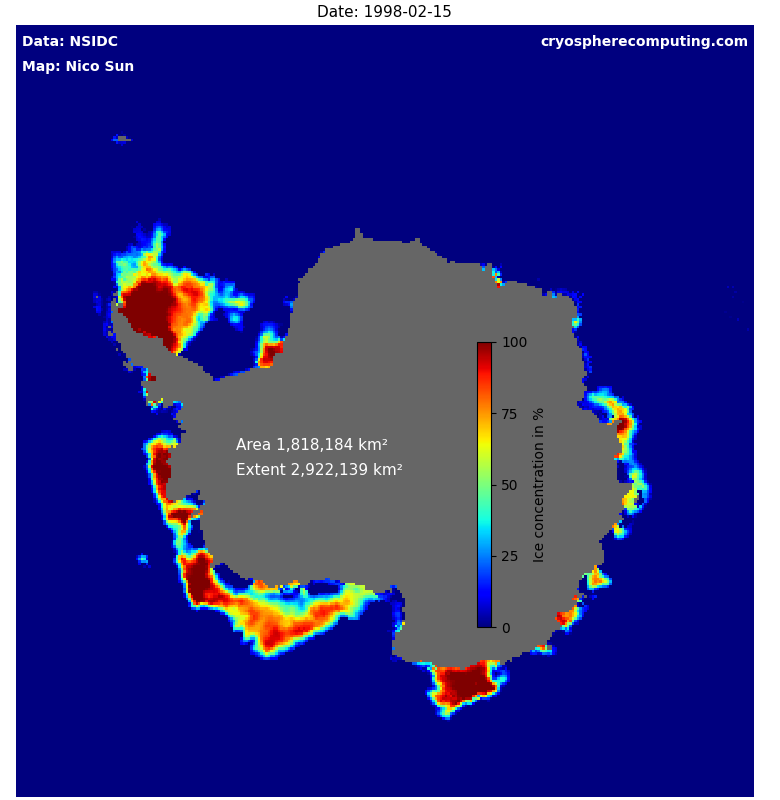 Date: 1998-02-15
Data: NSIDC
cryospherecomputing.com
Map: Nico Sun
Area 1,818,184 km²
Extent 2,922,139 km²
100
75
50
25
0
Ice concentration in %